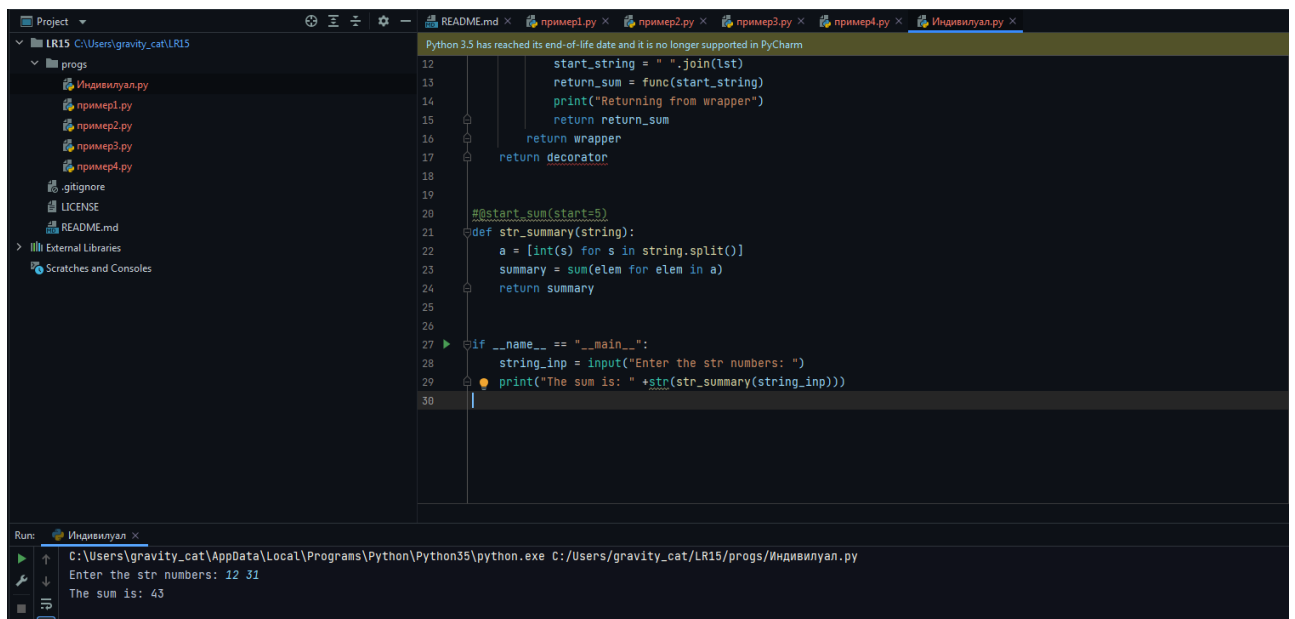 Project
README.md
пример1.py
пример2.py
пример3.py
пример4.py
Индивилуал.py
LR15 C:\Users\gravity_cat\LR15
progs
Индивилуал.py
пример1.py
пример2.py
пример3.py
пример4.py
.gitignore
LICENSE
README.md
External Libraries
Scratches and Consoles
Python 3.5 has reached its end-of-life date and it is no longer supported in PyCharm
12 start_string = " ".join(lst)
13 return_sum = func(start_string)
14 print("Returning from wrapper")
15 return return_sum
16 return wrapper
17 return decorator
18
19
20 #@start_sum(start=5)
21 def str_summary(string):
22 a = [int(s) for s in string.split()]
23 summary = sum(elem for elem in a)
24 return summary
25
26
27 if __name__ == "__main__":
28 string_inp = input("Enter the str numbers: ")
29 print("The sum is: " +str(str_summary(string_inp)))
30
Run: Индивилуал
C:\Users\gravity_cat\AppData\Local\Programs\Python\Python35\python.exe C:/Users/gravity_cat/LR15/progs/Индивилуал.py
Enter the str numbers: 12 31
The sum is: 43